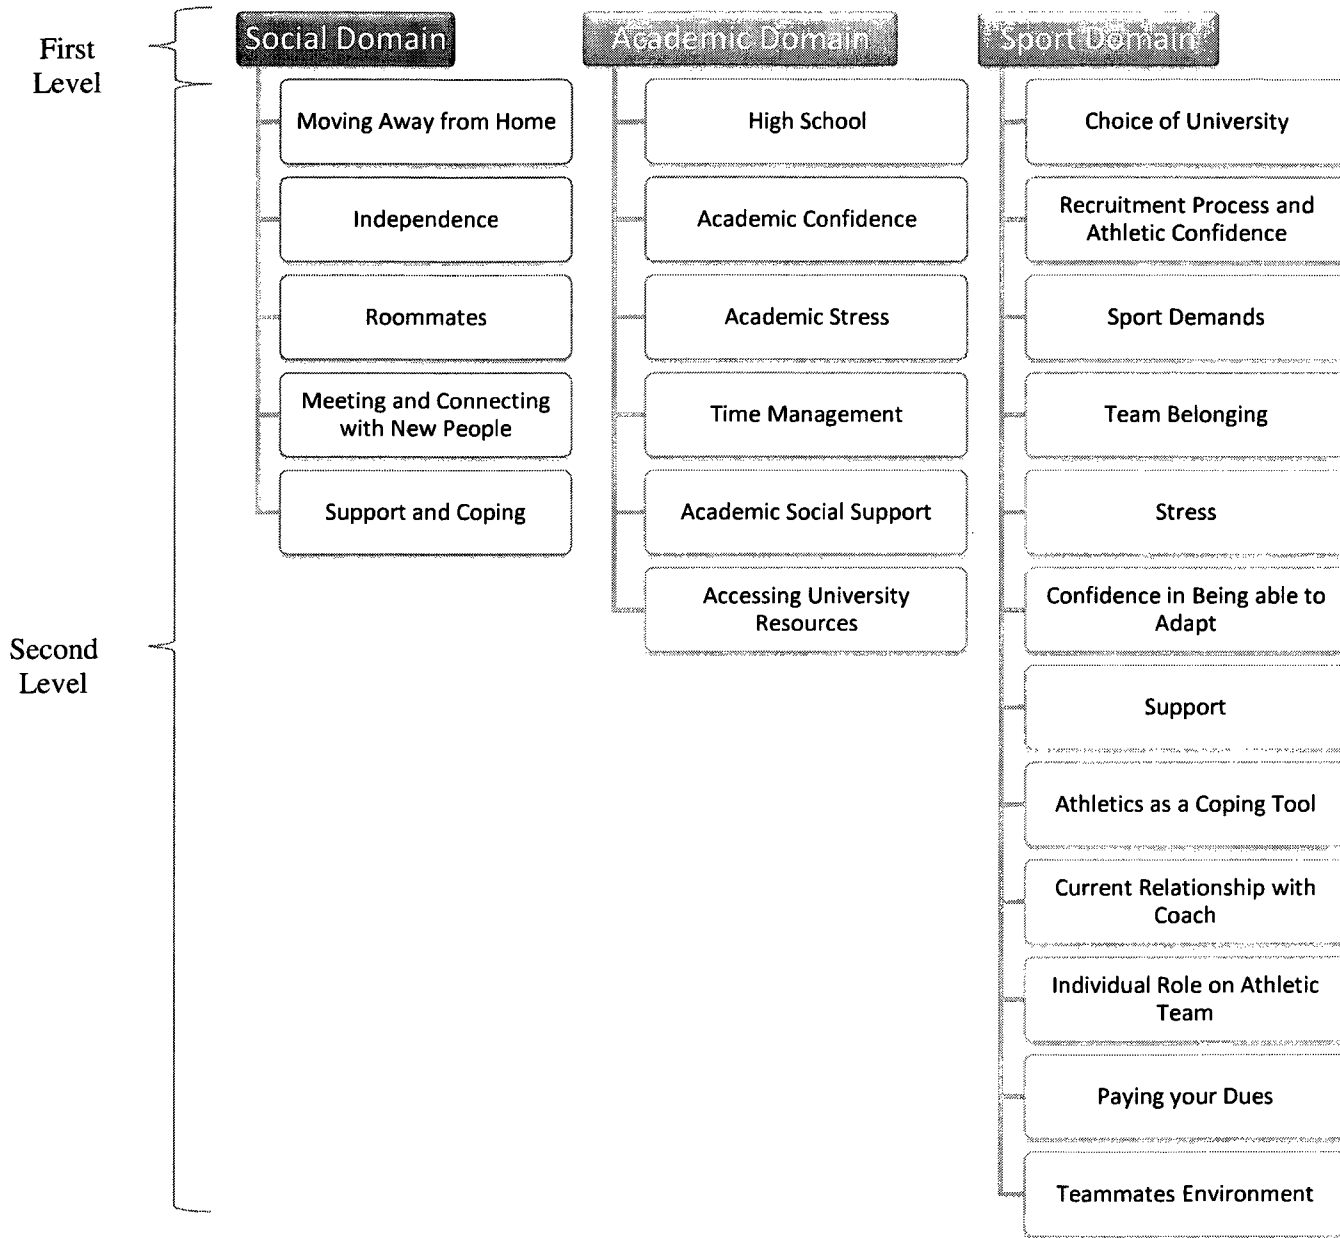 First
Level
Social Domain
Moving Away from Home
Independence
Roommates
Meeting and Connecting
with New People
Support and Coping
Academic Domain
High School
Academic Confidence
Academic Stress
Time Management
Academic Social Support
Accessing University
Resources
Sport Domain
Choice of University
Recruitment Process and
Athletic Confidence
Sport Demands
Team Belonging
Stress
Confidence in Being able to
Adapt
Support
Athletics as a Coping Tool
Current Relationship with
Coach
Individual Role on Athletic
Team
Paying your Dues
Teammates Environment
Second
Level